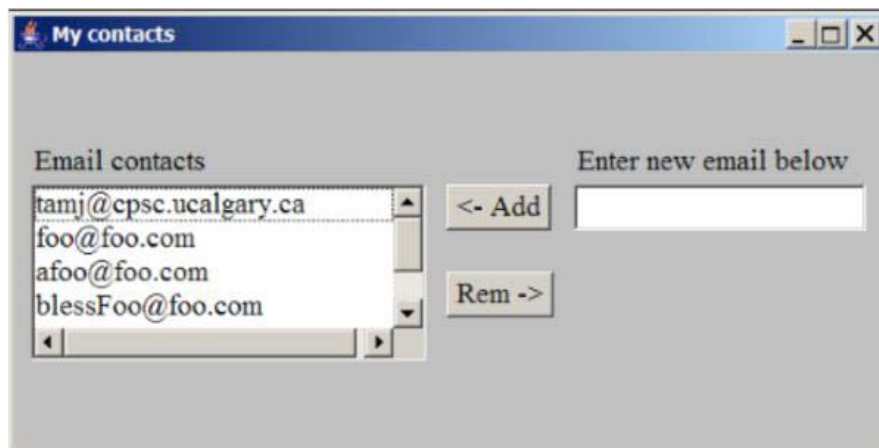 My contacts
Email contacts
Enter new email below
tamj@cpsc.ucalgary.ca
<- Add
foo@foo.com
afoo@foo.com
Rem ->
blessFoo@foo.com